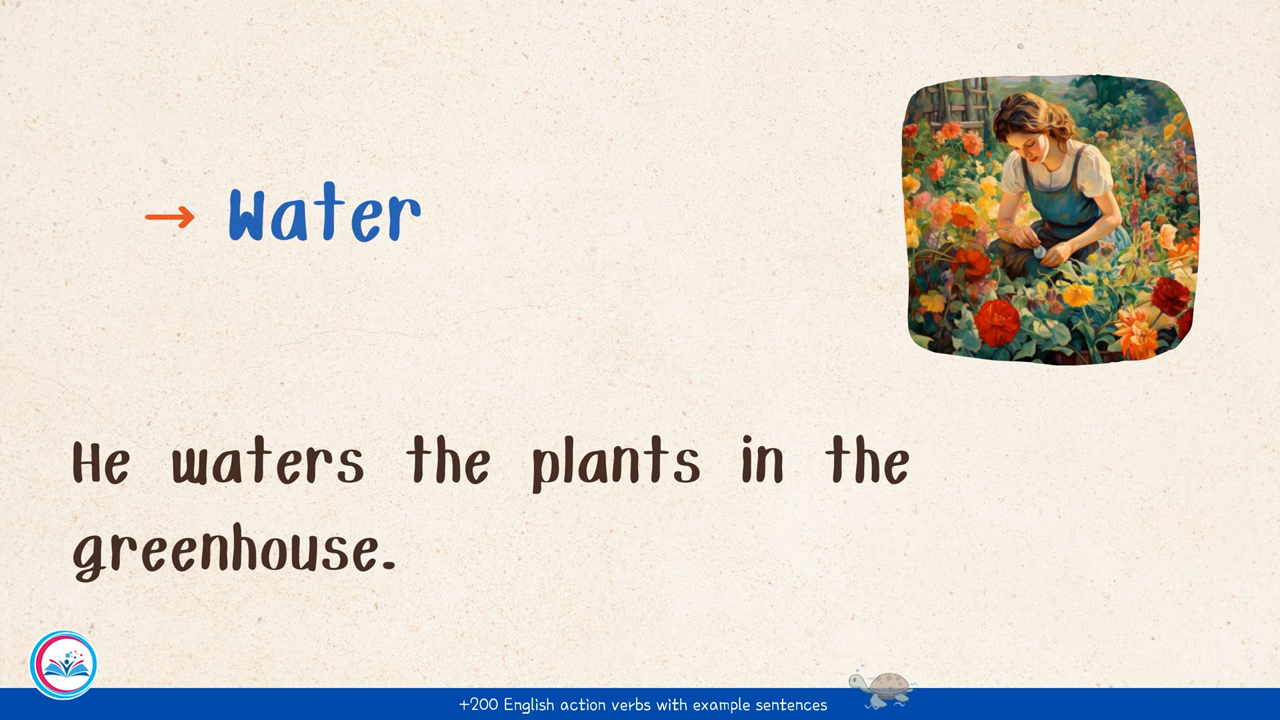 → Water
He waters the plants in the
greenhouse.
+200 English action verbs with example sentences